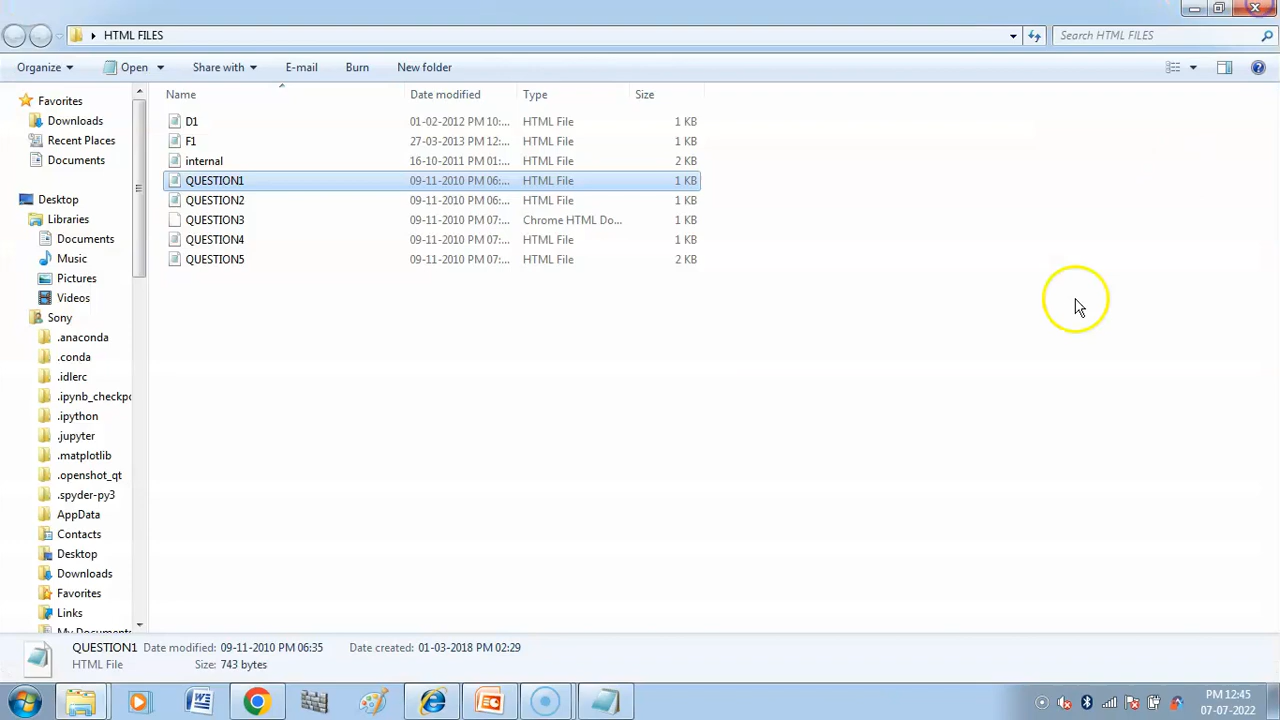 HTML FILES
Search HTML FILES
Organize Open Share with E-mail Burn New folder
Name Date modified Type Size
D1 01-02-2012 PM 10:... HTML File 1 KB
F1 27-03-2013 PM 12:... HTML File 1 KB
internal 16-10-2011 PM 01:... HTML File 2 KB
QUESTION1 09-11-2010 PM 06:... HTML File 1 KB
QUESTION2 09-11-2010 PM 06:... HTML File 1 KB
QUESTION3 09-11-2010 PM 07:... Chrome HTML Do... 1 KB
QUESTION4 09-11-2010 PM 07:... HTML File 1 KB
QUESTION5 09-11-2010 PM 07:... HTML File 2 KB
Favorites
Downloads
Recent Places
Documents
Desktop
Libraries
Documents
Music
Pictures
Videos
Sony
.anaconda
.conda
.idlerc
.ipynb_checkpo
.ipython
.jupyter
.matplotlib
.openshot_qt
.spyder-py3
AppData
Contacts
Desktop
Downloads
Favorites
Links
My Documents
QUESTION1 Date modified: 09-11-2010 PM 06:35 Date created: 01-03-2018 PM 02:29
HTML File Size: 743 bytes
PM 12:45
07-07-2022